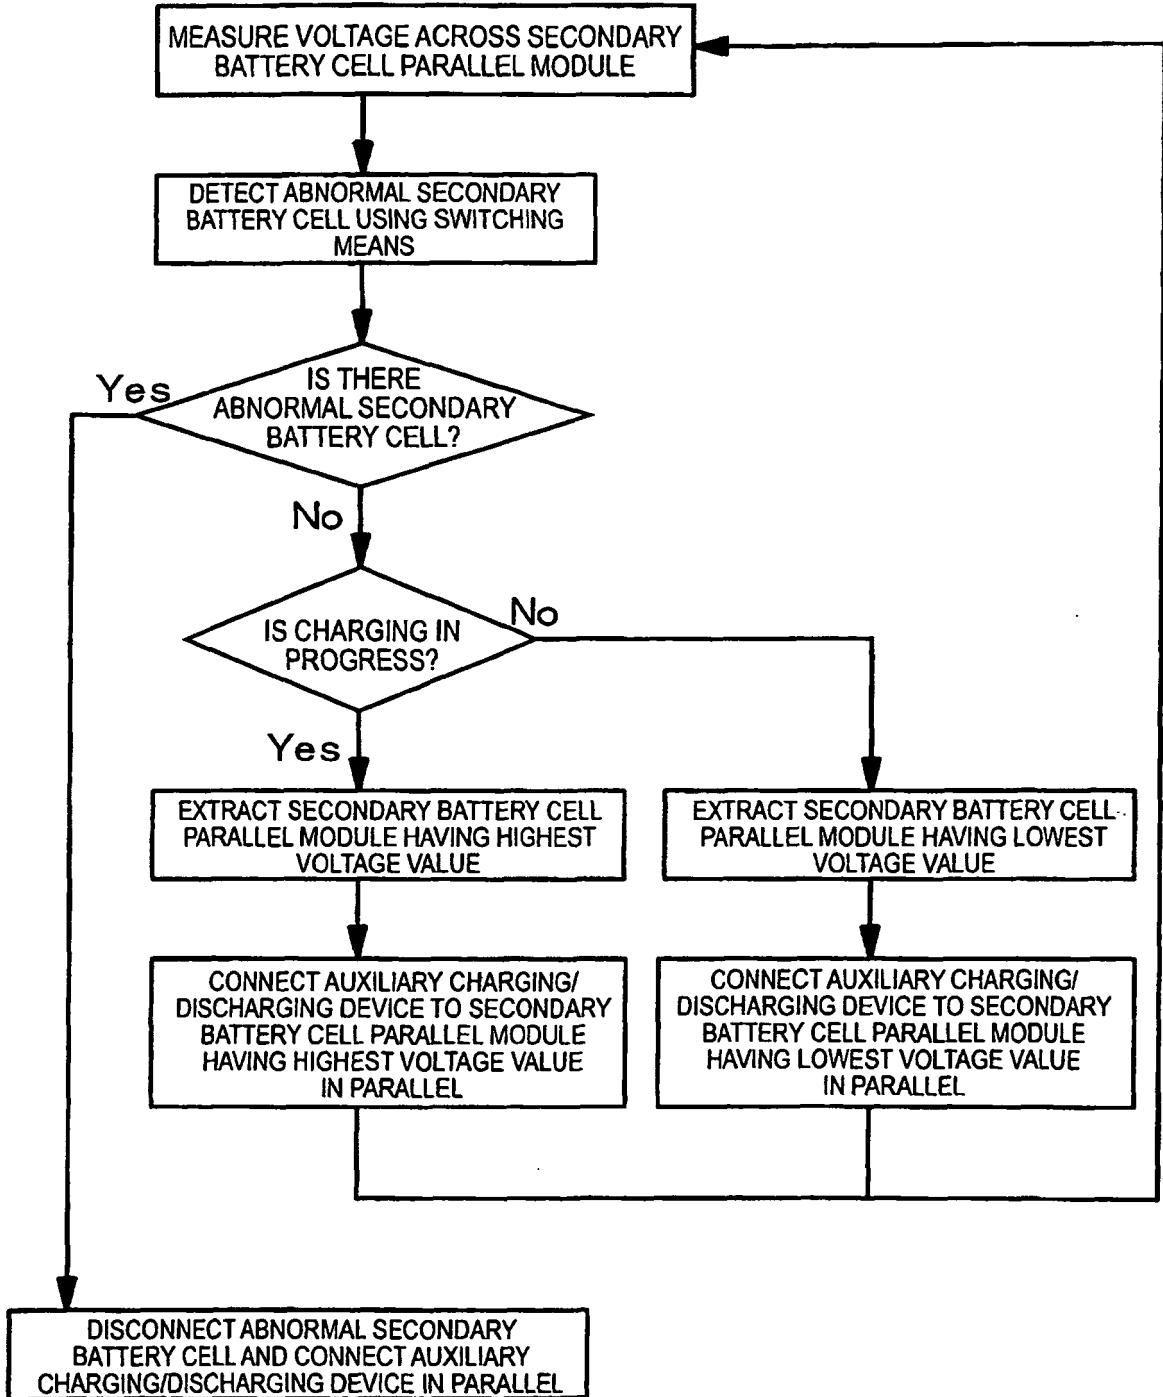 MEASURE VOLTAGE ACROSS SECONDARY
BATTERY CELL PARALLEL MODULE
DETECT ABNORMAL SECONDARY
BATTERY CELL USING SWITCHING
MEANS
Yes
IS THERE
ABNORMAL SECONDARY
BATTERY CELL?
No
IS CHARGING IN
PROGRESS?
No
Yes
EXTRACT SECONDARY BATTERY CELL
PARALLEL MODULE HAVING HIGHEST
VOLTAGE VALUE
EXTRACT SECONDARY BATTERY CELL
PARALLEL MODULE HAVING LOWEST
VOLTAGE VALUE
CONNECT AUXILIARY CHARGING/
DISCHARGING DEVICE TO SECONDARY
BATTERY CELL PARALLEL MODULE
HAVING HIGHEST VOLTAGE VALUE
IN PARALLEL
CONNECT AUXILIARY CHARGING/
DISCHARGING DEVICE TO SECONDARY
BATTERY CELL PARALLEL MODULE
HAVING LOWEST VOLTAGE VALUE
IN PARALLEL
DISCONNECT ABNORMAL SECONDARY
BATTERY CELL AND CONNECT AUXILIARY
CHARGING/DISCHARGING DEVICE IN PARALLEL